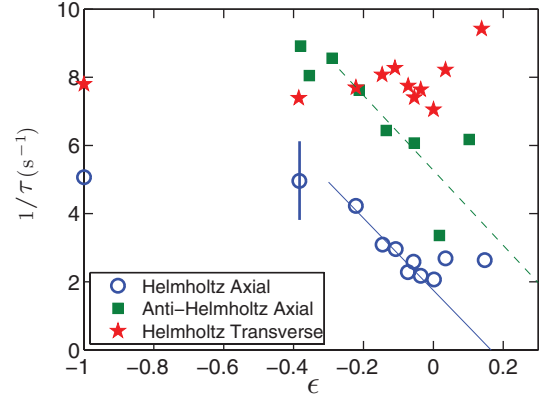 10
8
6
4
2
0
1/τ(s⁻¹)
Helmholtz Axial
Anti−Helmholtz Axial
Helmholtz Transverse
−1 −0.8 −0.6 −0.4 −0.2 0 0.2
ϵ